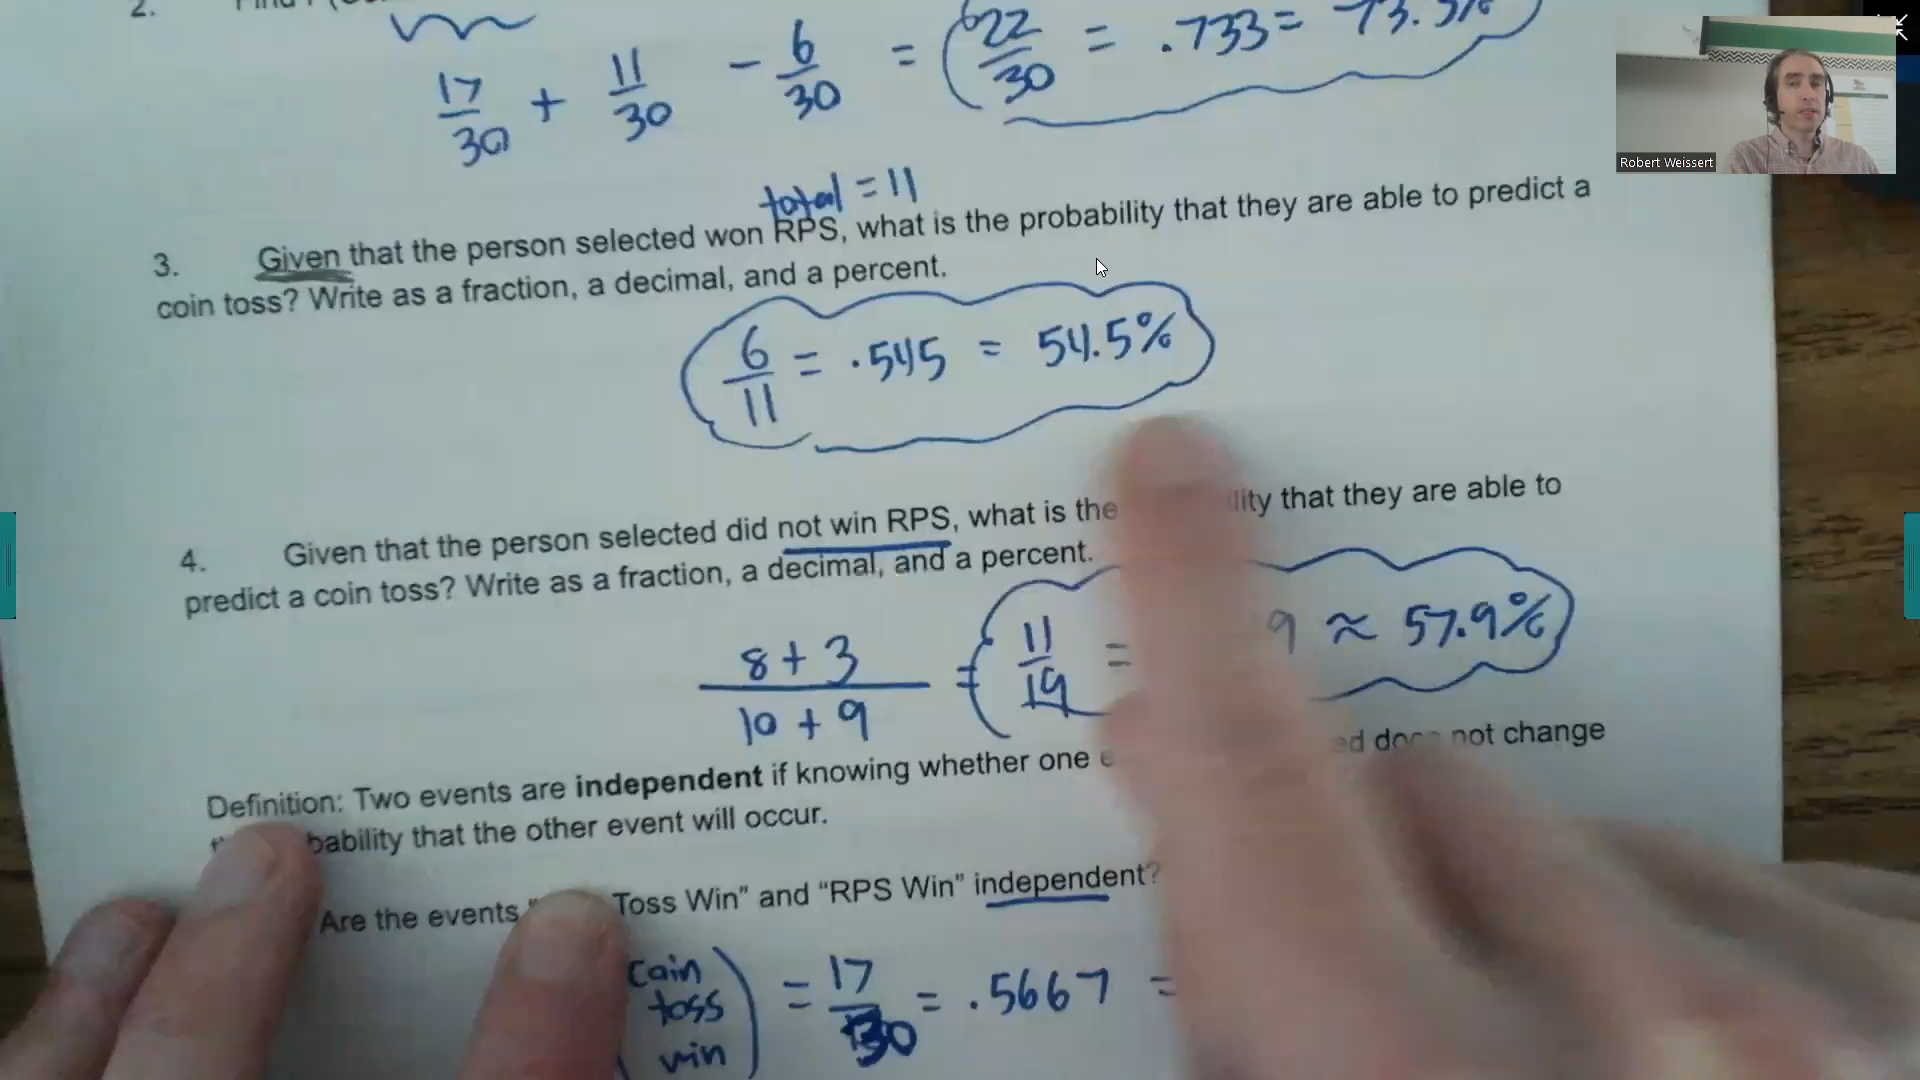 2.
17/30 + 11/30 - 6/30 = 22/30 = .733 =
Robert Weissert
total = 11
3. Given that the person selected won RPS, what is the probability that they are able to predict a
coin toss? Write as a fraction, a decimal, and a percent.
6/11 = .545 = 54.5%
4. Given that the person selected did not win RPS, what is the that they are able to
predict a coin toss? Write as a fraction, a decimal, and a percent.
8 + 3 / 10 + 9 = 11/19 = 9 ≈ 57.9%
Definition: Two events are independent if knowing whether one does not change
the probability that the other event will occur.
Are the events Toss Win" and "RPS Win" independent?
coin
toss
win
= 17/30 = .5667 =